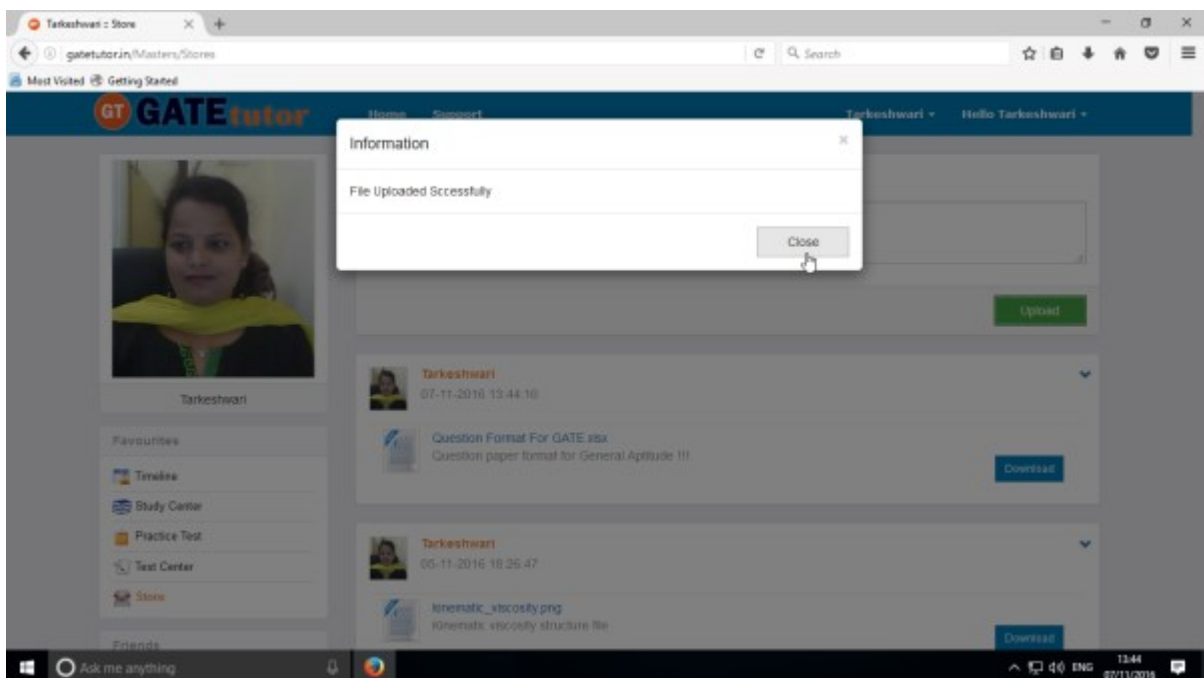 Tarkeshwari :: Store
gatetutor.in/Masters/Stores
Search
Most Visited Getting Started
GT GATEtutor Home Support Tarkeshwari Hello Tarkeshwari
Information
File Uploaded Sccessfully
Close
Upload
Tarkeshwari
Favourites
Timeline
Study Center
Practice Test
Test Center
Store
Friends
Tarkeshwari
07-11-2016 13:44:16
Question Format For GATE.xlsx
Question paper format for General Aptitude !!!
Download
Tarkeshwari
05-11-2016 18:26:47
kinematic_viscosity.png
Kinematic viscosity structure file
Download
Ask me anything
ENG
13:44
07/11/2016